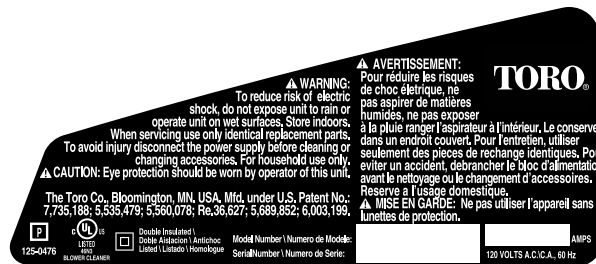 ⚠ WARNING:
To reduce risk of electric
shock, do not expose unit to rain or
operate unit on wet surfaces. Store indoors.
When servicing use only identical replacement parts.
To avoid injury disconnect the power supply before cleaning or
changing accessories. For household use only.
⚠ CAUTION: Eye protection should be worn by operator of this unit.
The Toro Co., Bloomington, MN. USA. Mfd. under U.S. Patent No.:
7,735,188; 5,535,479; 5,560,078; Re.36,627; 5,689,852; 6,003,199.
⚠ AVERTISSEMENT:
Pour réduire les risques
de choc életrique, ne
pas aspirer de matières
humides, ne pas exposer
à la pluie ranger l'aspirateur à l'intérieur. Le conserve
dans un endroit couvert. Pour l'entretien, utiliser
seulement des pieces de rechange identiques. Pou
eviter un accident, debrancher le bloc d'alimentatio
avant le nettoyage ou le changement d'accessoires.
Reserve a l'usage domestique.
⚠ MISE EN GARDE: Ne pas utiliser l'appareil sans
lunettes de protection.
TORO®
P
125-0476
C UL US
LISTED
46N3
BLOWER CLEANER
Double Insulated \
Doble Aislacion \ Antichoc
Listed \ Listado \ Homologue
Model Number \ Numero de Modele:
SerialNumber \ Numero de Serie:
AMPS
120 VOLTS A.C.\C.A., 60 Hz